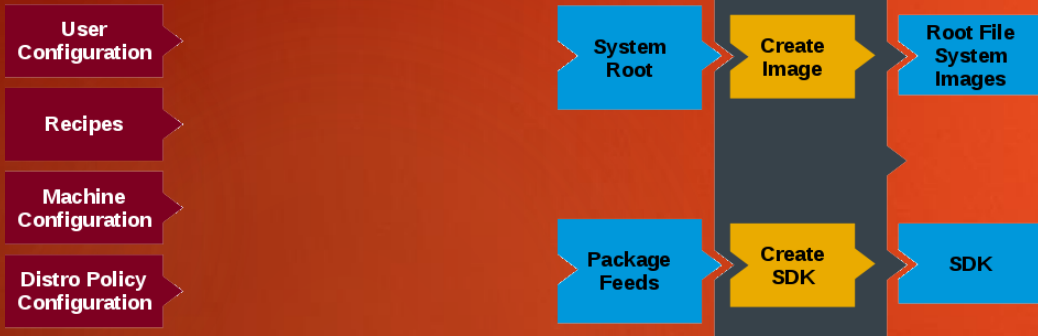 User
Configuration
Recipes
Machine
Configuration
Distro Policy
Configuration
System
Root
Package
Feeds
Create
Image
Create
SDK
Root File
System
Images
SDK